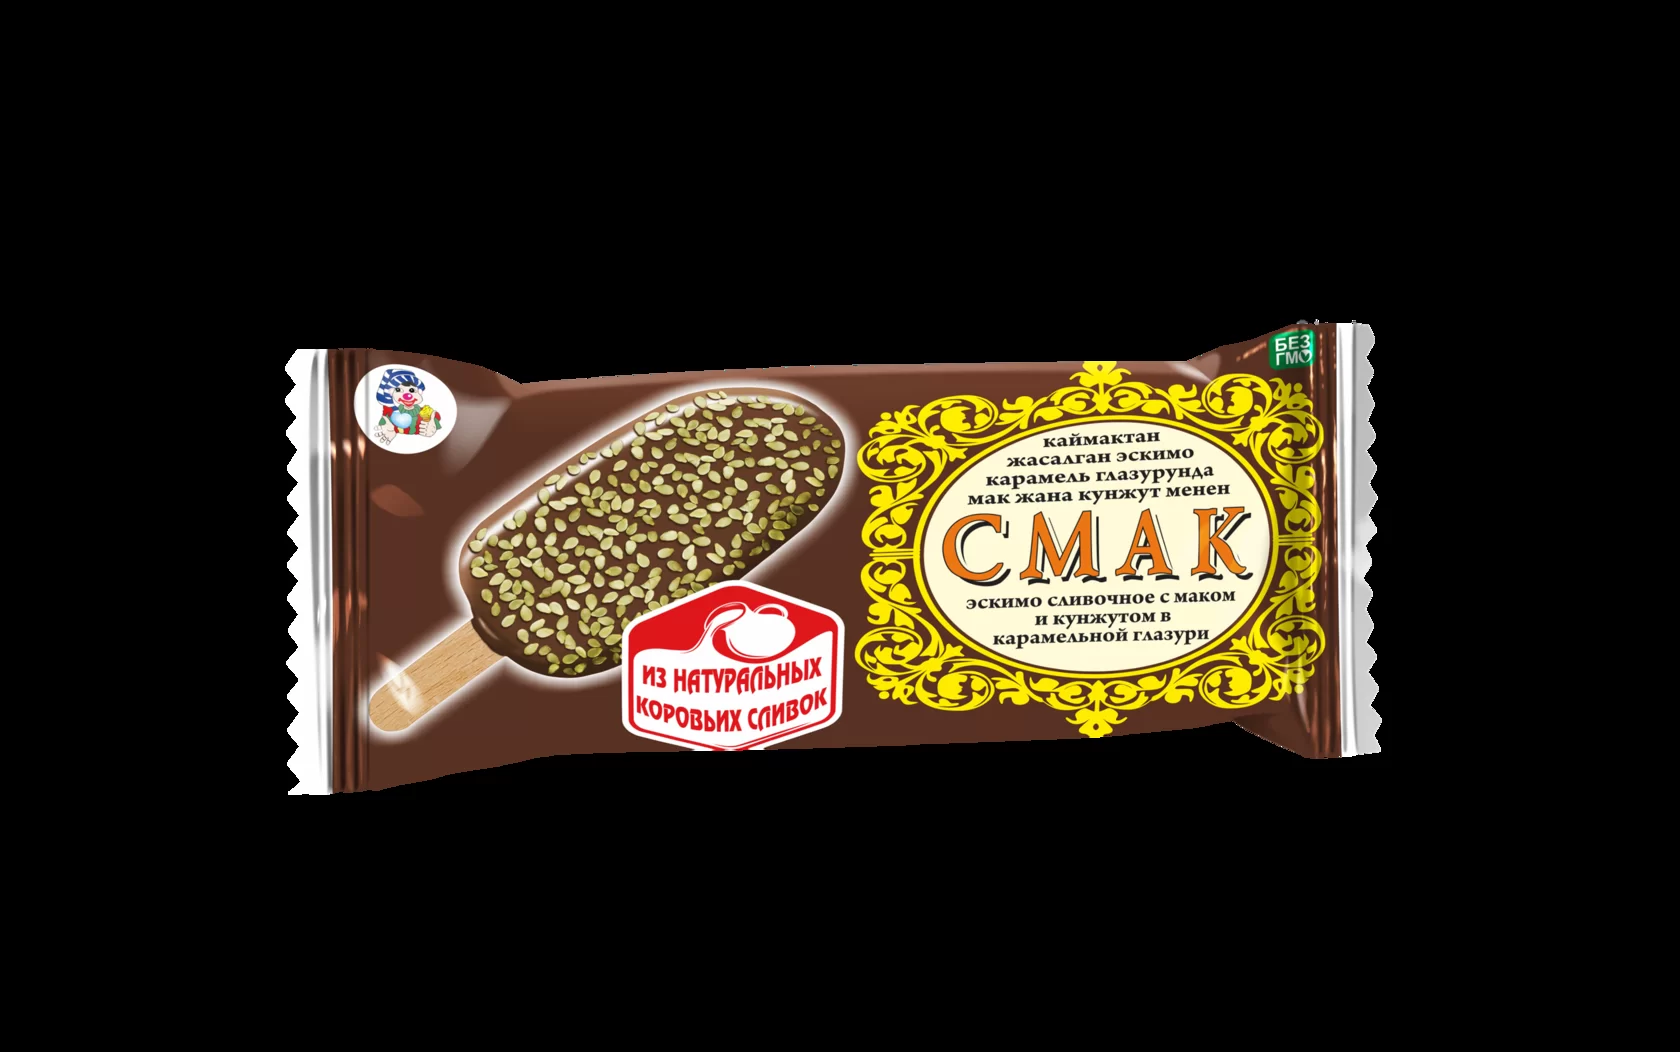 БЕЗ
ГМО
каймактан
жасалган эскимо
карамель глазурунда
мак жана кунжут менен
СМАК
эскимо сливочное с маком
и кунжутом в
карамельной глазури
ИЗ НАТУРАЛЬНЫХ
КОРОВЬИХ СЛИВОК